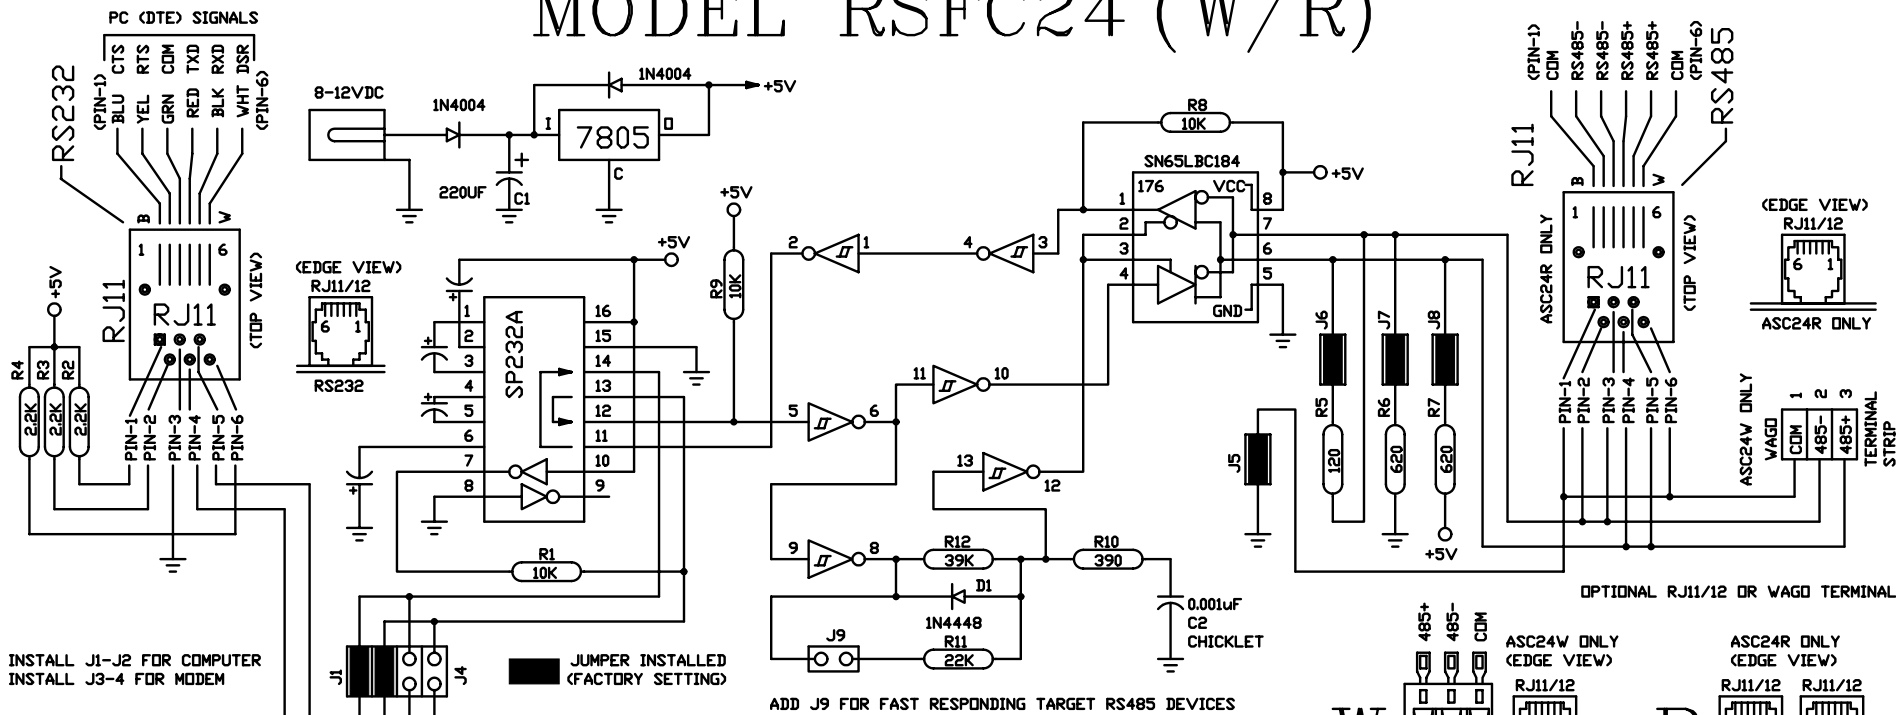 MODEL RSFC24 (W/R)
PC (DTE) SIGNALS
RS232
(PIN-1)
BLU CTS
YEL RTS
GRN COM
RED TXD
BLK RXD
WHT DSR
(PIN-6)
B
W
1
6
RJ11
RJ11
(TOP VIEW)
+5V
R4
R3
R2
2.2K
2.2K
2.2K
PIN-1
PIN-2
PIN-3
PIN-4
PIN-5
PIN-6
INSTALL J1-J2 FOR COMPUTER
INSTALL J3-4 FOR MODEM
8-12VDC
1N4004
1N4004
+5V
I
7805
O
C
220UF
+
C1
(EDGE VIEW)
RJ11/12
6
1
RS232
+5V
+
+
+
+
SP232A
1
2
3
4
5
6
7
8
16
15
14
13
12
11
10
9
R1
10K
J1
J4
JUMPER INSTALLED
(FACTORY SETTING)
+5V
R9
10K
2
1
4
3
5
6
11
10
13
12
9
8
R12
39K
D1
1N4448
J9
R11
22K
R10
390
0.001uF
C2
CHICKLET
ADD J9 FOR FAST RESPONDING TARGET RS485 DEVICES
R8
10K
SN65LBC184
176
VCC
GND
1
2
3
4
8
7
6
5
+5V
J5
J6
J7
J8
R5
R6
R7
120
620
620
+5V
(PIN-1)
COM
RS485-
RS485-
RS485+
RS485+
COM
(PIN-6)
RS485
RJ11
B
W
1
6
RJ11
ASC24R ONLY
(TOP VIEW)
PIN-1
PIN-2
PIN-3
PIN-4
PIN-5
PIN-6
(EDGE VIEW)
RJ11/12
6
1
ASC24R ONLY
ASC24W ONLY
WAGO
1
2
3
COM
485-
485+
TERMINAL
STRIP
OPTIONAL RJ11/12 OR WAGO TERMINAL
485+
485-
COM
ASC24W ONLY
(EDGE VIEW)
RJ11/12
ASC24R ONLY
(EDGE VIEW)
RJ11/12
RJ11/12